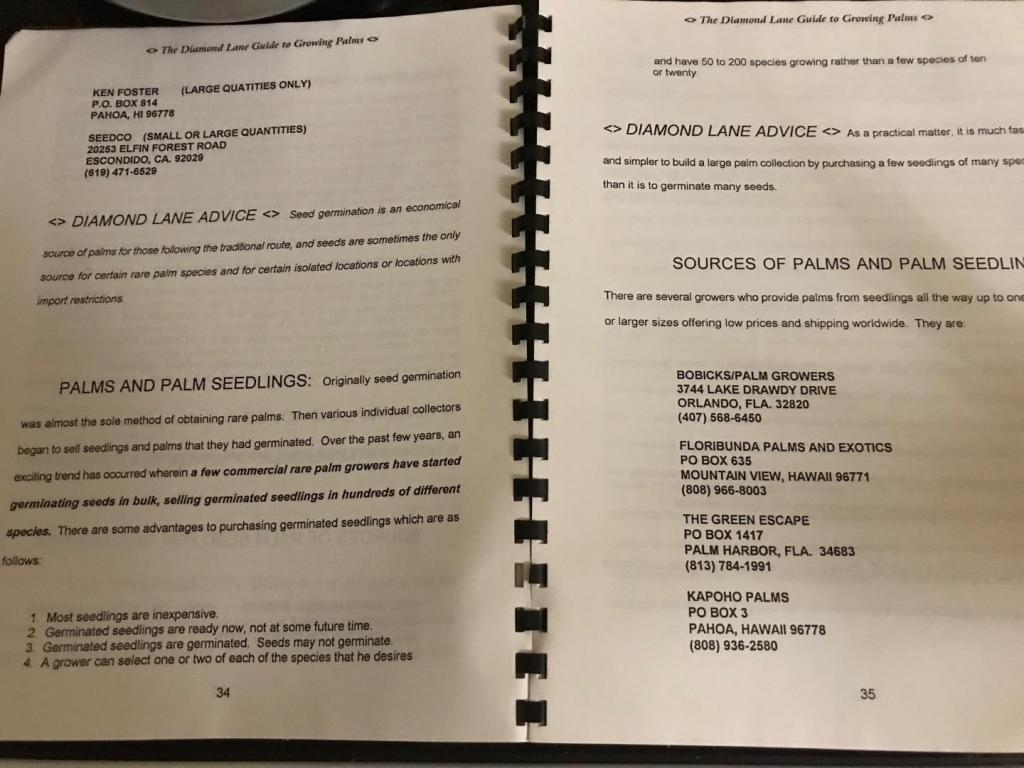 <> The Diamond Lane Guide to Growing Palms <>
KEN FOSTER (LARGE QUATITIES ONLY)
P.O. BOX 814
PAHOA, HI 96778
SEEDCO (SMALL OR LARGE QUANTITIES)
20253 ELFIN FOREST ROAD
ESCONDIDO, CA. 92029
(619) 471-6529
<> DIAMOND LANE ADVICE <> Seed germination is an economical
source of palms for those following the traditional route, and seeds are sometimes the only
source for certain rare palm species and for certain isolated locations or locations with
import restrictions.
PALMS AND PALM SEEDLINGS: Originally seed germination
was almost the sole method of obtaining rare palms. Then various individual collectors
began to sell seedlings and palms that they had germinated. Over the past few years, an
exciting trend has occurred wherein a few commercial rare palm growers have started
germinating seeds in bulk, selling germinated seedlings in hundreds of different
species. There are some advantages to purchasing germinated seedlings which are as
follows:
1. Most seedlings are inexpensive.
2. Germinated seedlings are ready now, not at some future time.
3. Germinated seedlings are germinated. Seeds may not germinate.
4. A grower can select one or two of each of the species that he desires
34
<> The Diamond Lane Guide to Growing Palms <>
and have 50 to 200 species growing rather than a few species of ten
or twenty.
<> DIAMOND LANE ADVICE <> As a practical matter, it is much fas
and simpler to build a large palm collection by purchasing a few seedlings of many spec
than it is to germinate many seeds.
SOURCES OF PALMS AND PALM SEEDLIN
There are several growers who provide palms from seedlings all the way up to one
or larger sizes offering low prices and shipping worldwide. They are:
BOBICKS/PALM GROWERS
3744 LAKE DRAWDY DRIVE
ORLANDO, FLA. 32820
(407) 568-6450
FLORIBUNDA PALMS AND EXOTICS
PO BOX 635
MOUNTAIN VIEW, HAWAII 96771
(808) 966-8003
THE GREEN ESCAPE
PO BOX 1417
PALM HARBOR, FLA. 34683
(813) 784-1991
KAPOHO PALMS
PO BOX 3
PAHOA, HAWAII 96778
(808) 936-2580
35